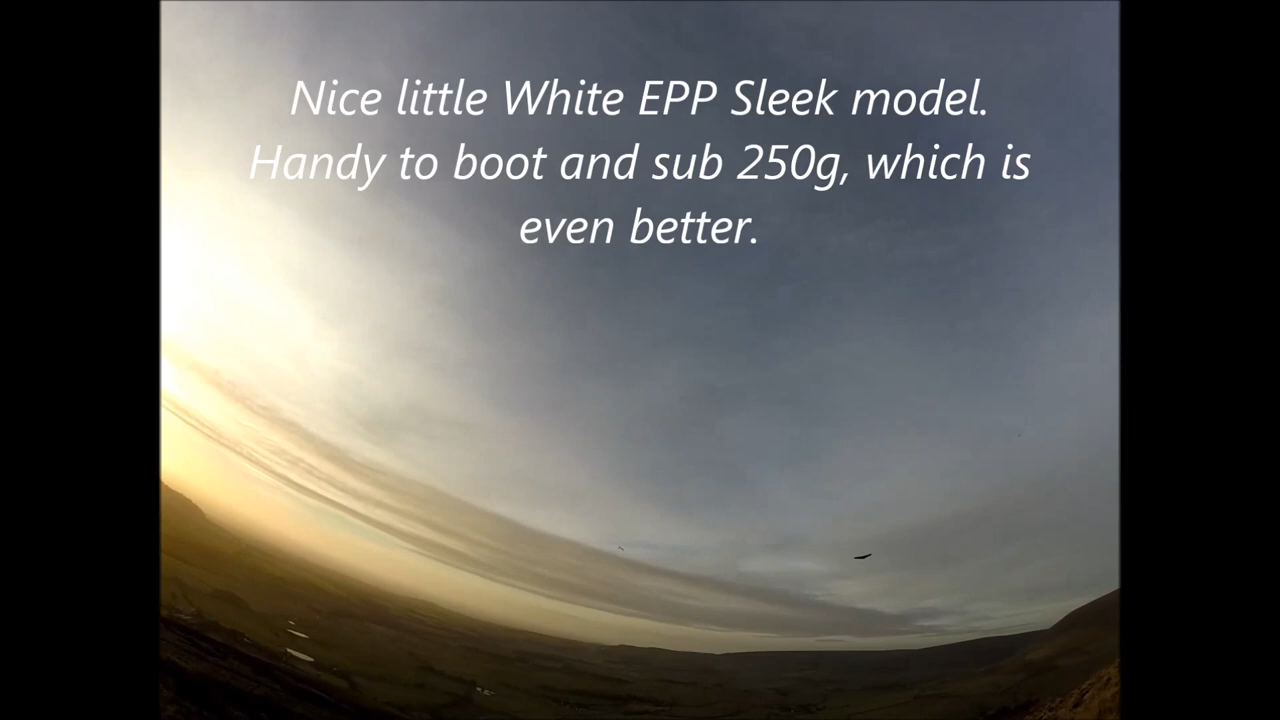 Nice little White EPP Sleek model.
Handy to boot and sub 250g, which is
even better.